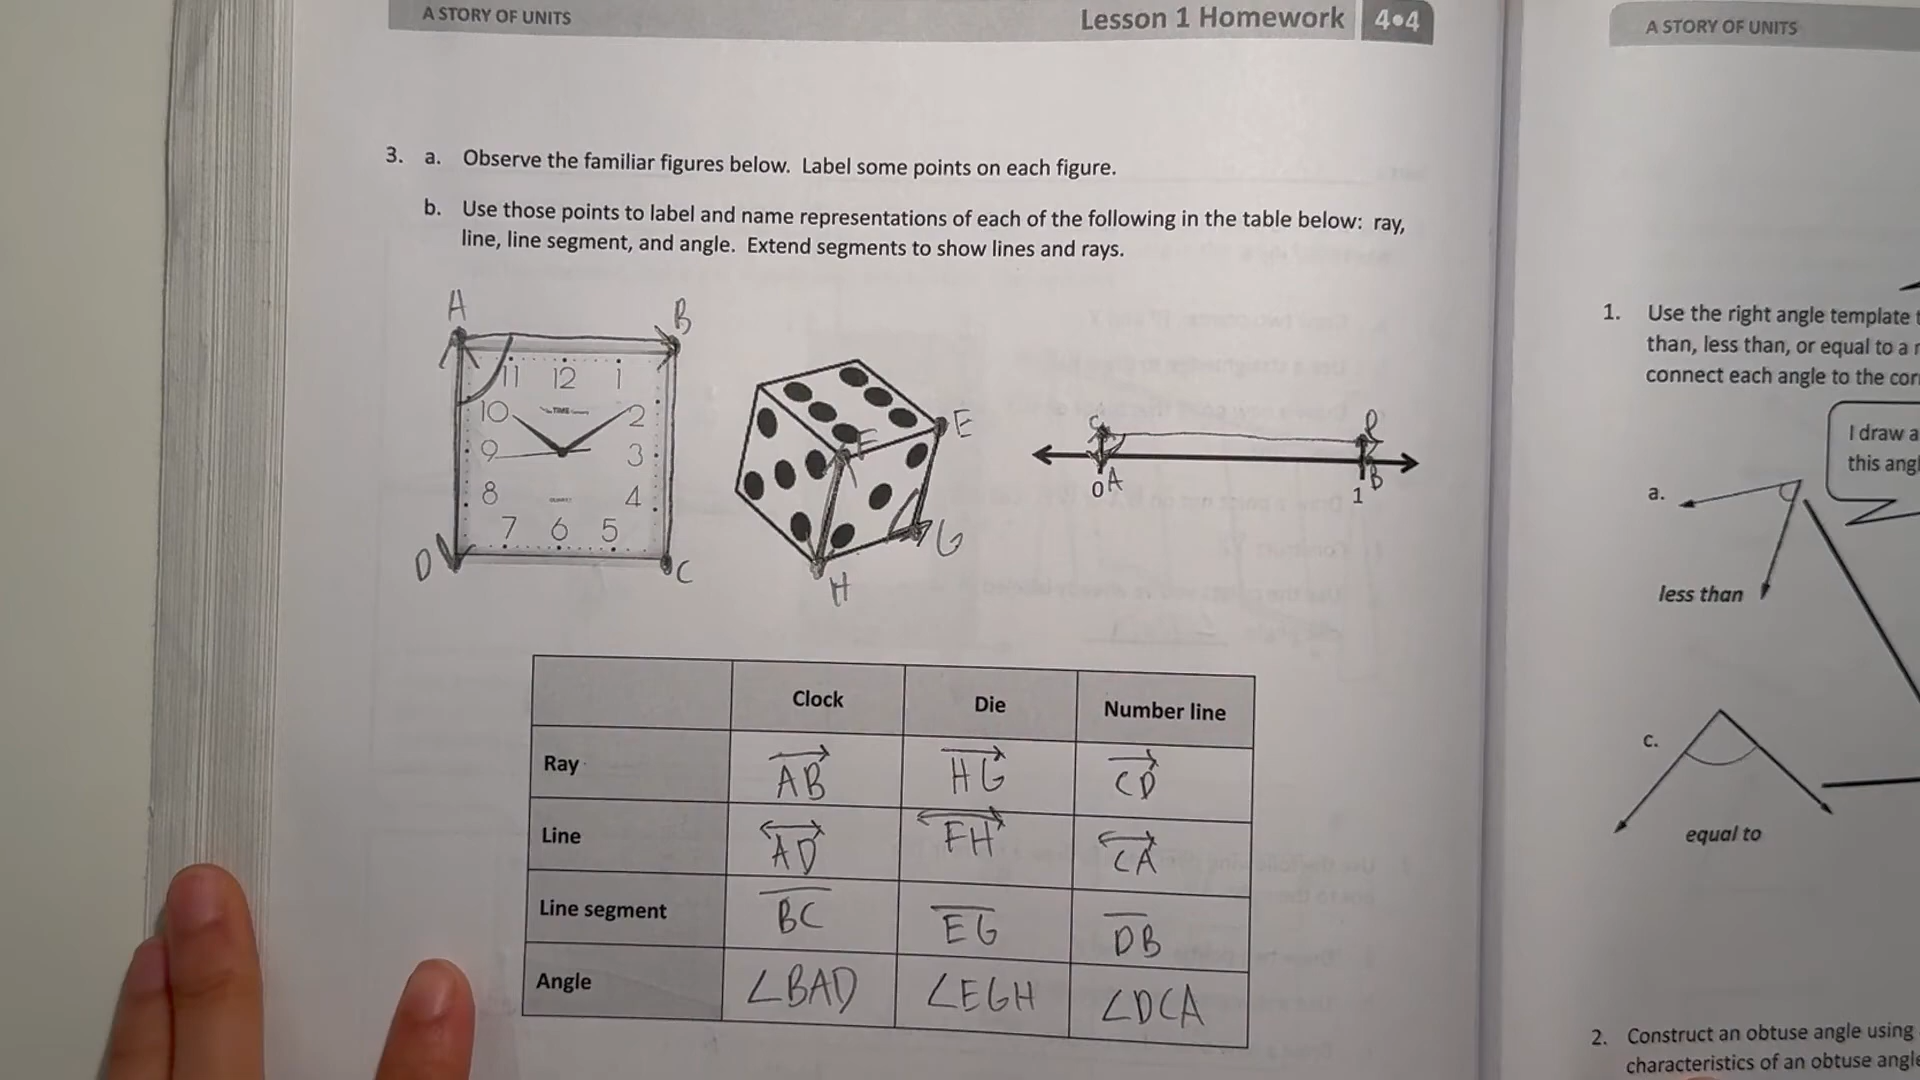 A STORY OF UNITS
Lesson 1 Homework 4•4
3. a. Observe the familiar figures below. Label some points on each figure.
b. Use those points to label and name representations of each of the following in the table below: ray,
line, line segment, and angle. Extend segments to show lines and rays.
A B
11 12 1
10 TIME 2
9 3
8 4
7 6 5
D C
F E
G
H
C D
0 A 1 B
Clock Die Number line
Ray AB HG CD
Line AD FH CA
Line segment BC EG DB
Angle ∠BAD ∠EGH ∠DCA
A STORY OF UNITS
1. Use the right angle template
than, less than, or equal to a
connect each angle to the
I draw a
this
a.
less than
c.
equal to
2. Construct an obtuse angle using
characteristics of an obtuse